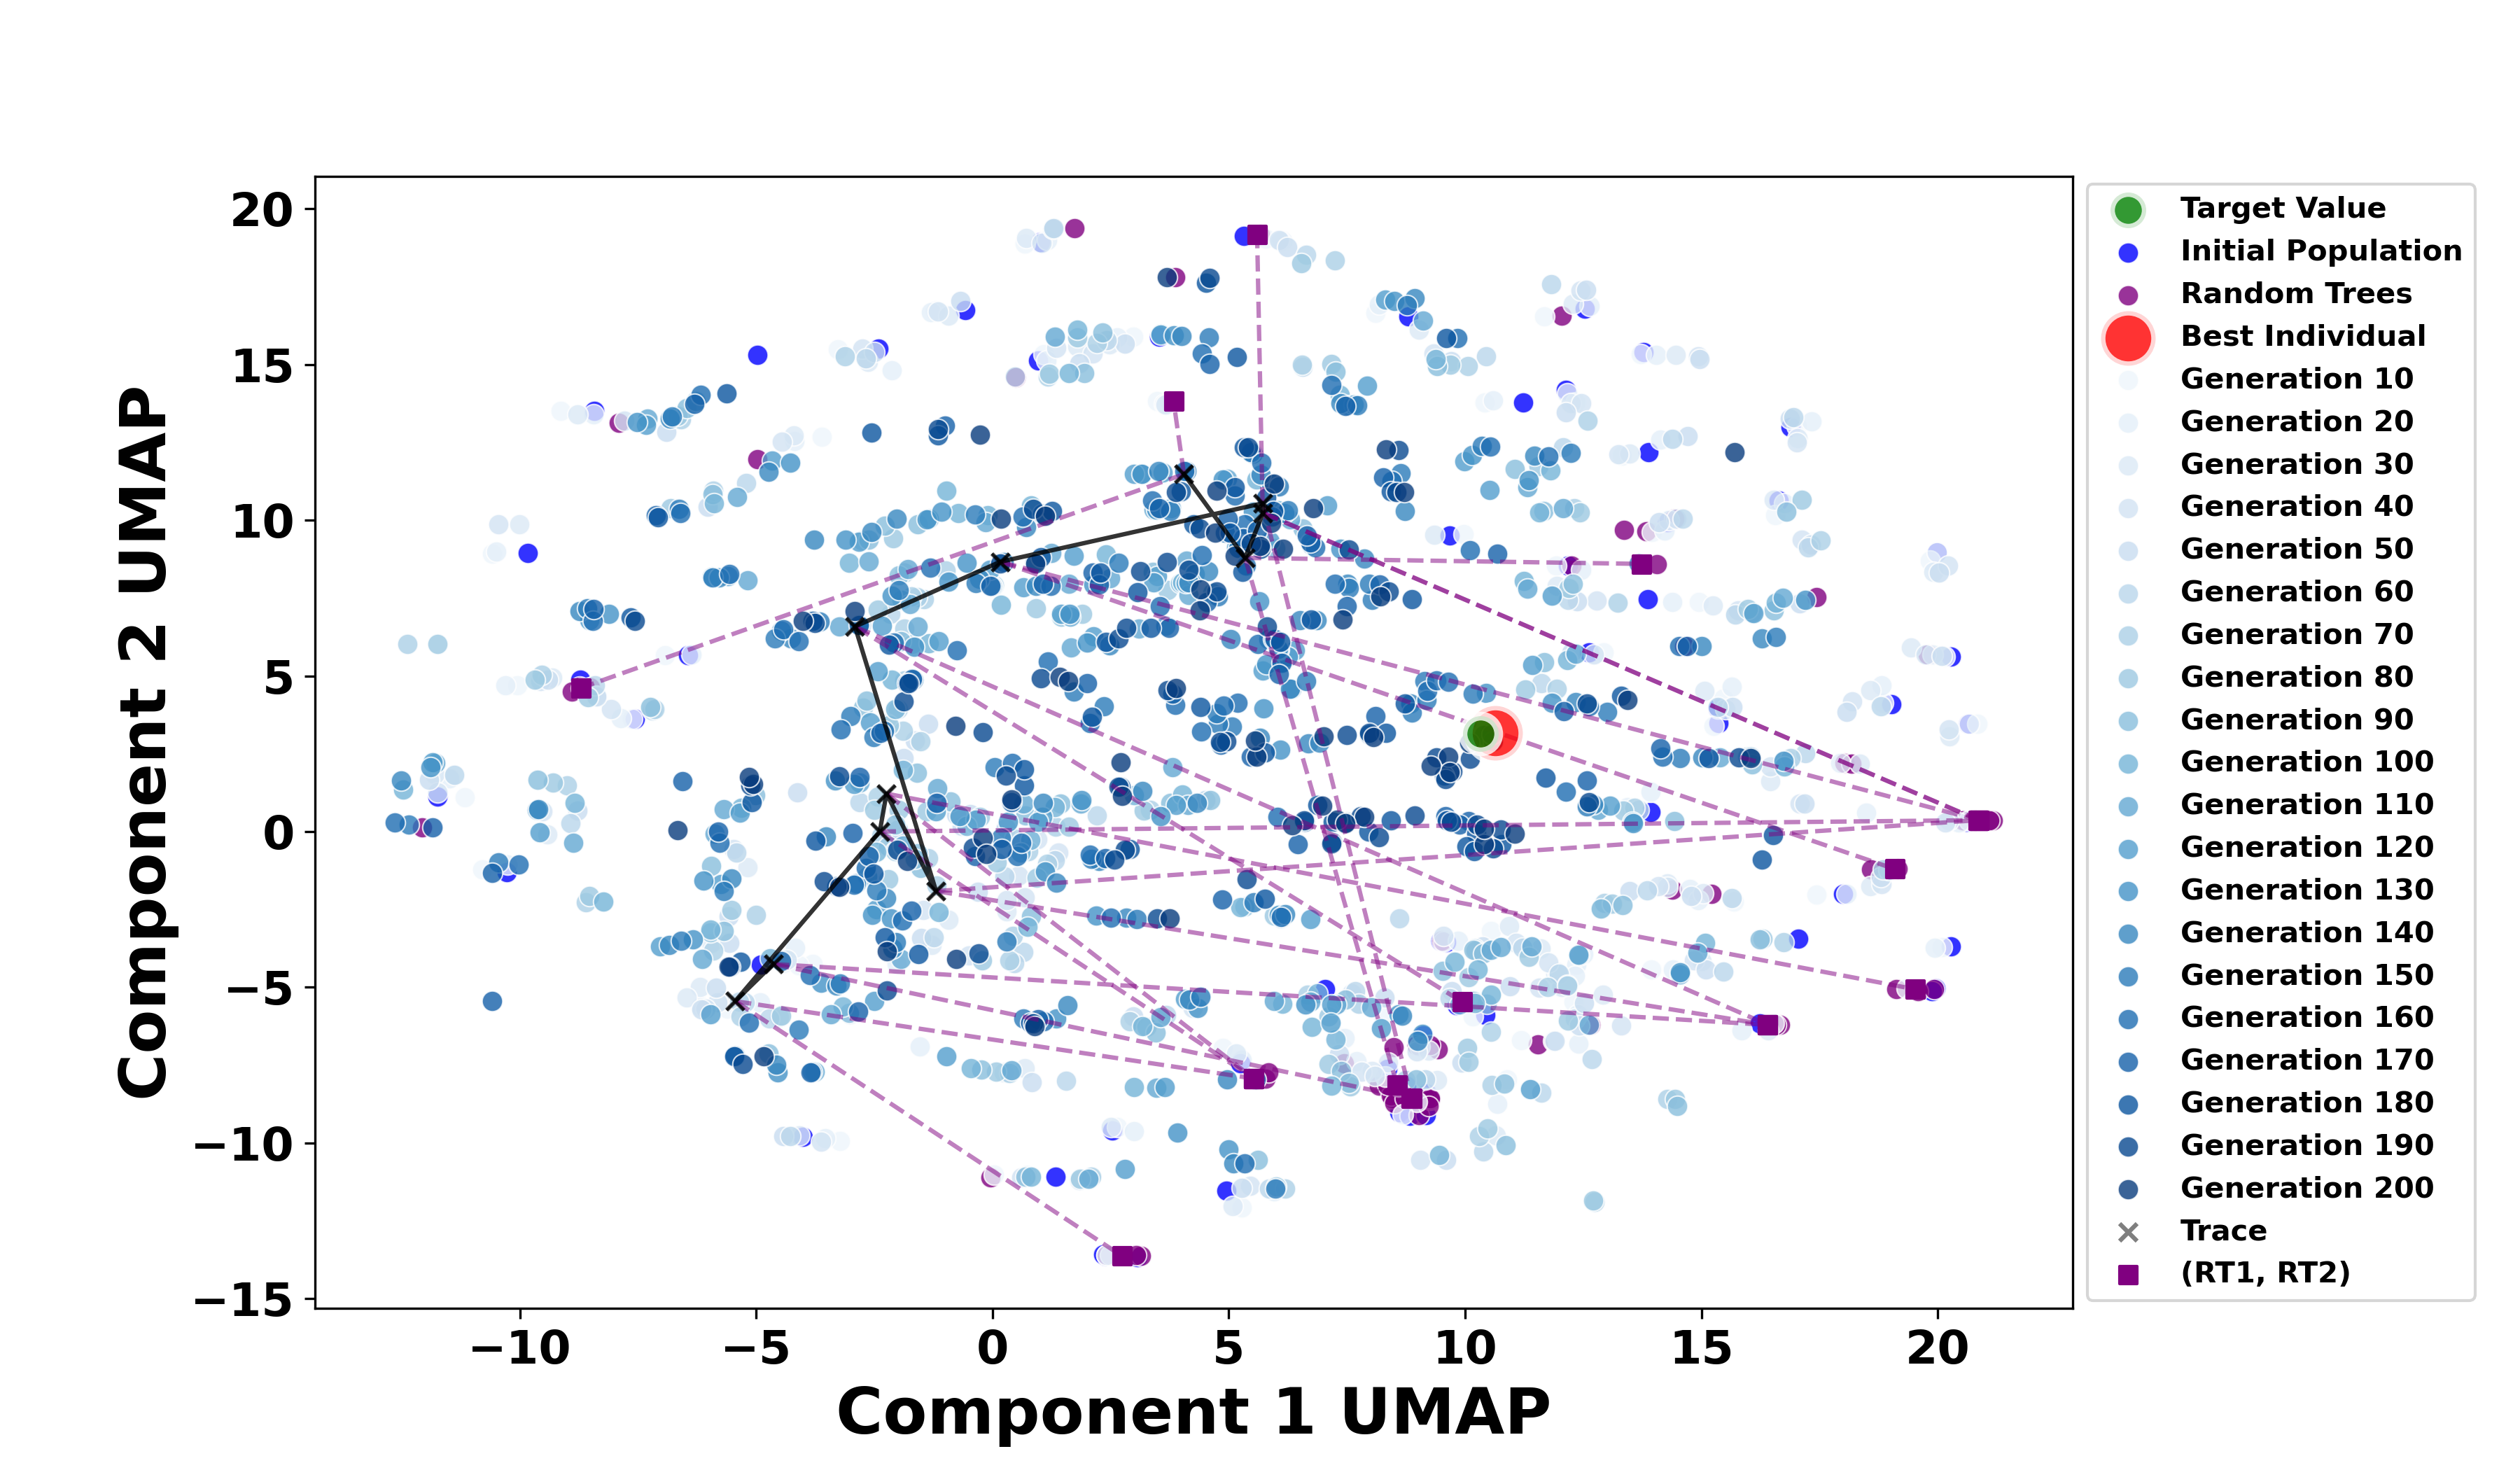 Component 2 UMAP
20
15
10
5
0
−5
−10
−15
−10
−5
0
5
10
15
20
Component 1 UMAP
Target Value
Initial Population
Random Trees
Best Individual
Generation 10
Generation 20
Generation 30
Generation 40
Generation 50
Generation 60
Generation 70
Generation 80
Generation 90
Generation 100
Generation 110
Generation 120
Generation 130
Generation 140
Generation 150
Generation 160
Generation 170
Generation 180
Generation 190
Generation 200
Trace
(RT1, RT2)